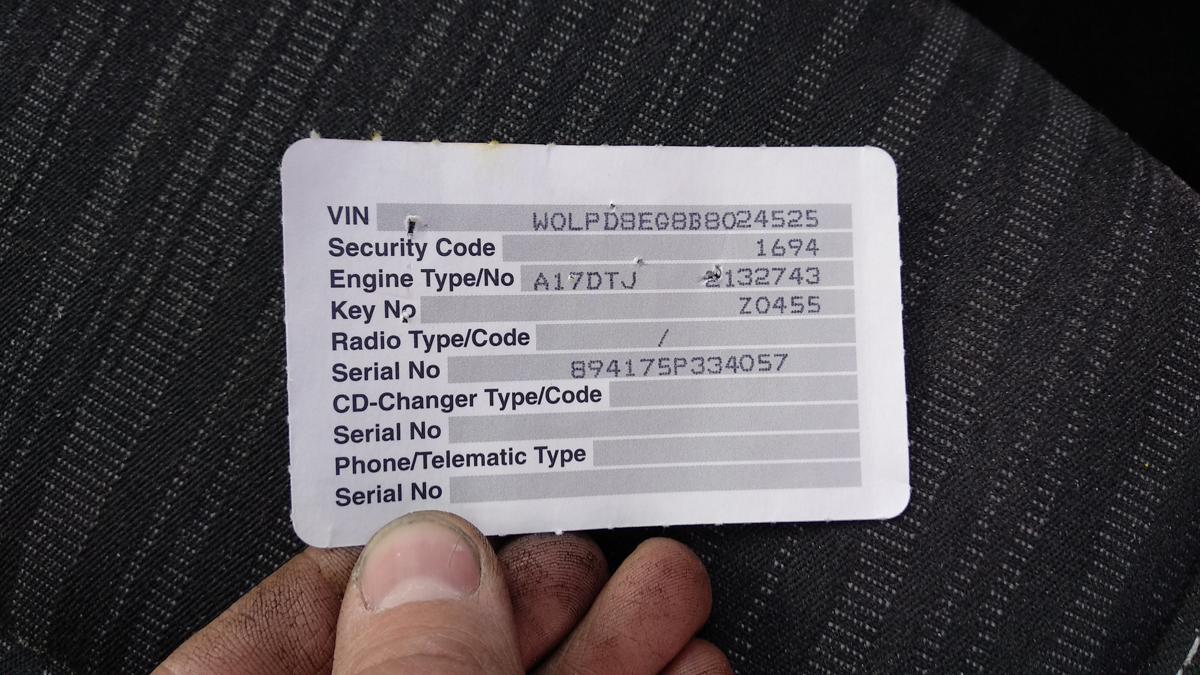 VIN W0LPD8EG8B8024525
Security Code 1694
Engine Type/No A17DTJ 2132743
Key No Z0455
Radio Type/Code /
Serial No 894175P334057
CD-Changer Type/Code
Serial No
Phone/Telematic Type
Serial No